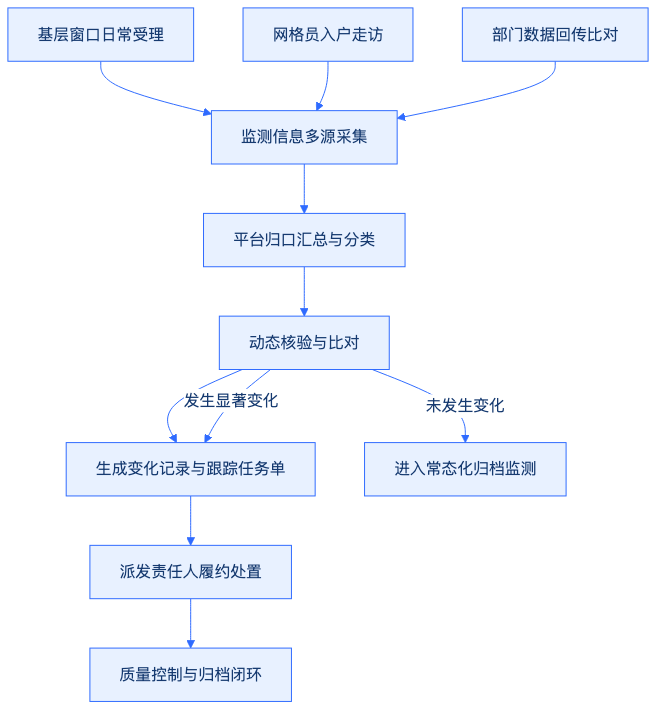 基层窗口日常受理
网格员入户走访
部门数据回传比对
监测信息多源采集
平台归口汇总与分类
动态核验与比对
发生显著变化
未发生变化
生成变化记录与跟踪任务单
进入常态化归档监测
派发责任人履约处置
质量控制与归档闭环